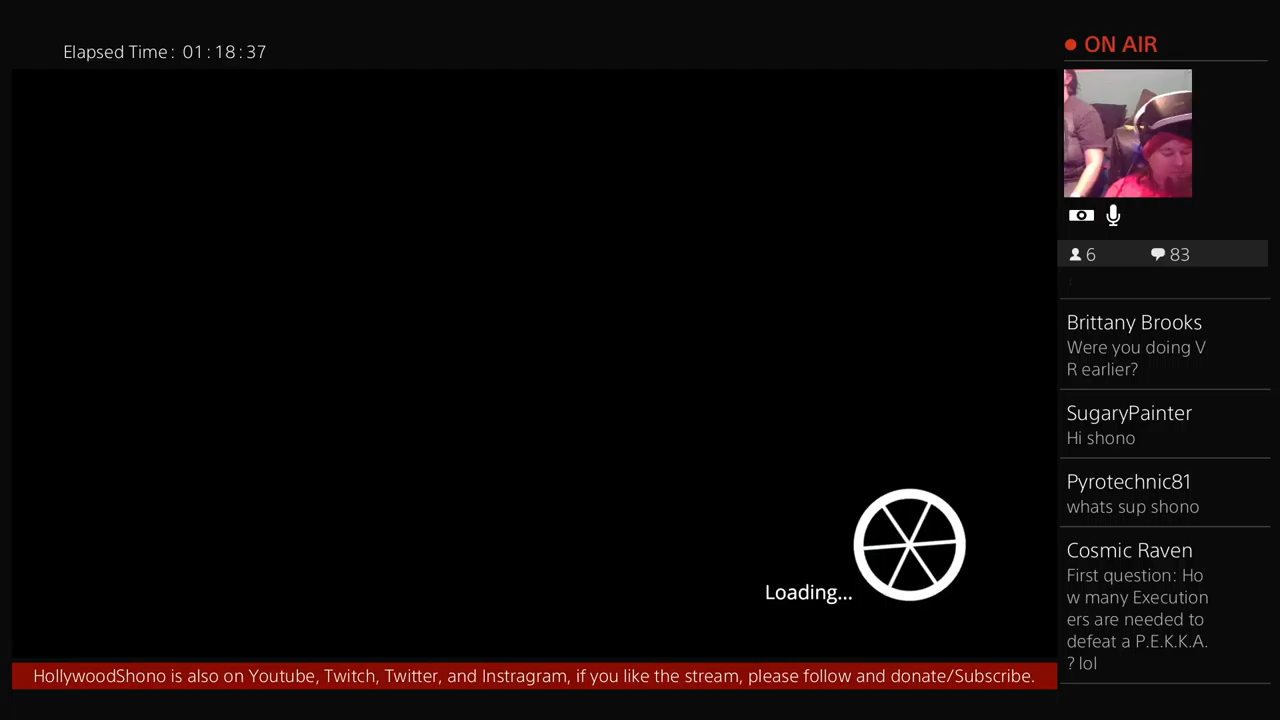 Elapsed Time: 01:18:37
ON AIR
6 83
Brittany Brooks
Were you doing V
R earlier?
SugaryPainter
Hi shono
Pyrotechnic81
whats sup shono
Cosmic Raven
First question: Ho
w many Execution
ers are needed to
defeat a P.E.K.K.A.
? lol
Loading...
HollywoodShono is also on Youtube, Twitch, Twitter, and Instragram, if you like the stream, please follow and donate/Subscribe.